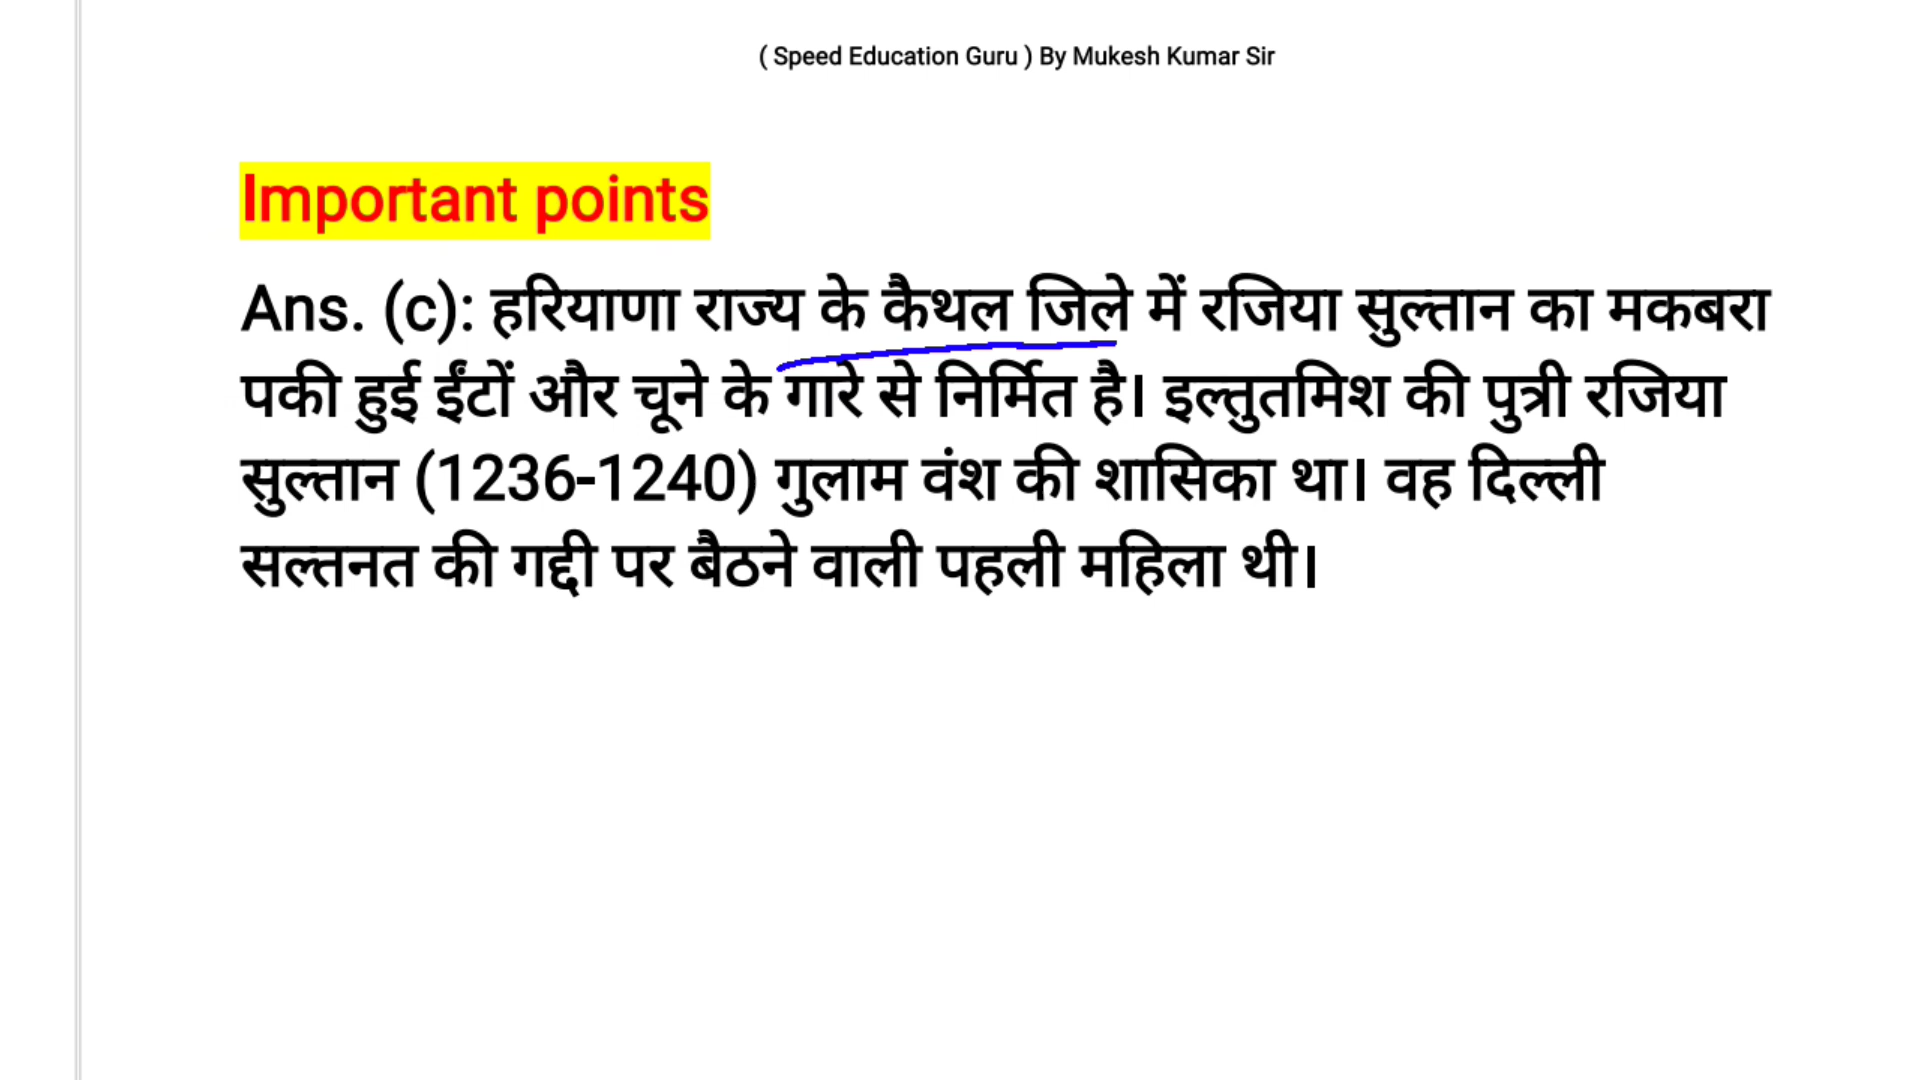 ( Speed Education Guru ) By Mukesh Kumar Sir
Important points
Ans. (c): हरियाणा राज्य के कैथल जिले में रजिया सुल्तान का मकबरा
पकी हुई ईंटों और चूने के गारे से निर्मित है। इल्तुतमिश की पुत्री रजिया
सुल्तान (1236-1240) गुलाम वंश की शासिका था। वह दिल्ली
सल्तनत की गद्दी पर बैठने वाली पहली महिला थी।